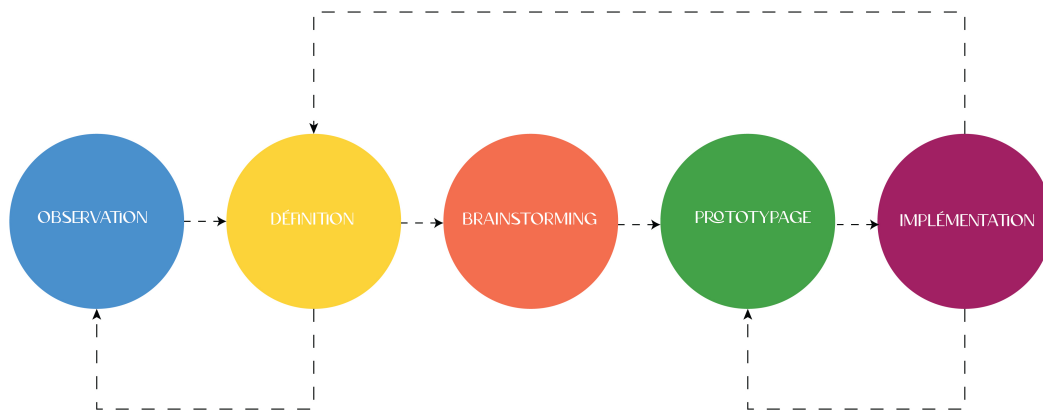 OBSERVATION
DÉFINITION
BRAINSTORMING
PROTOTYPAGE
IMPLÉMENTATION